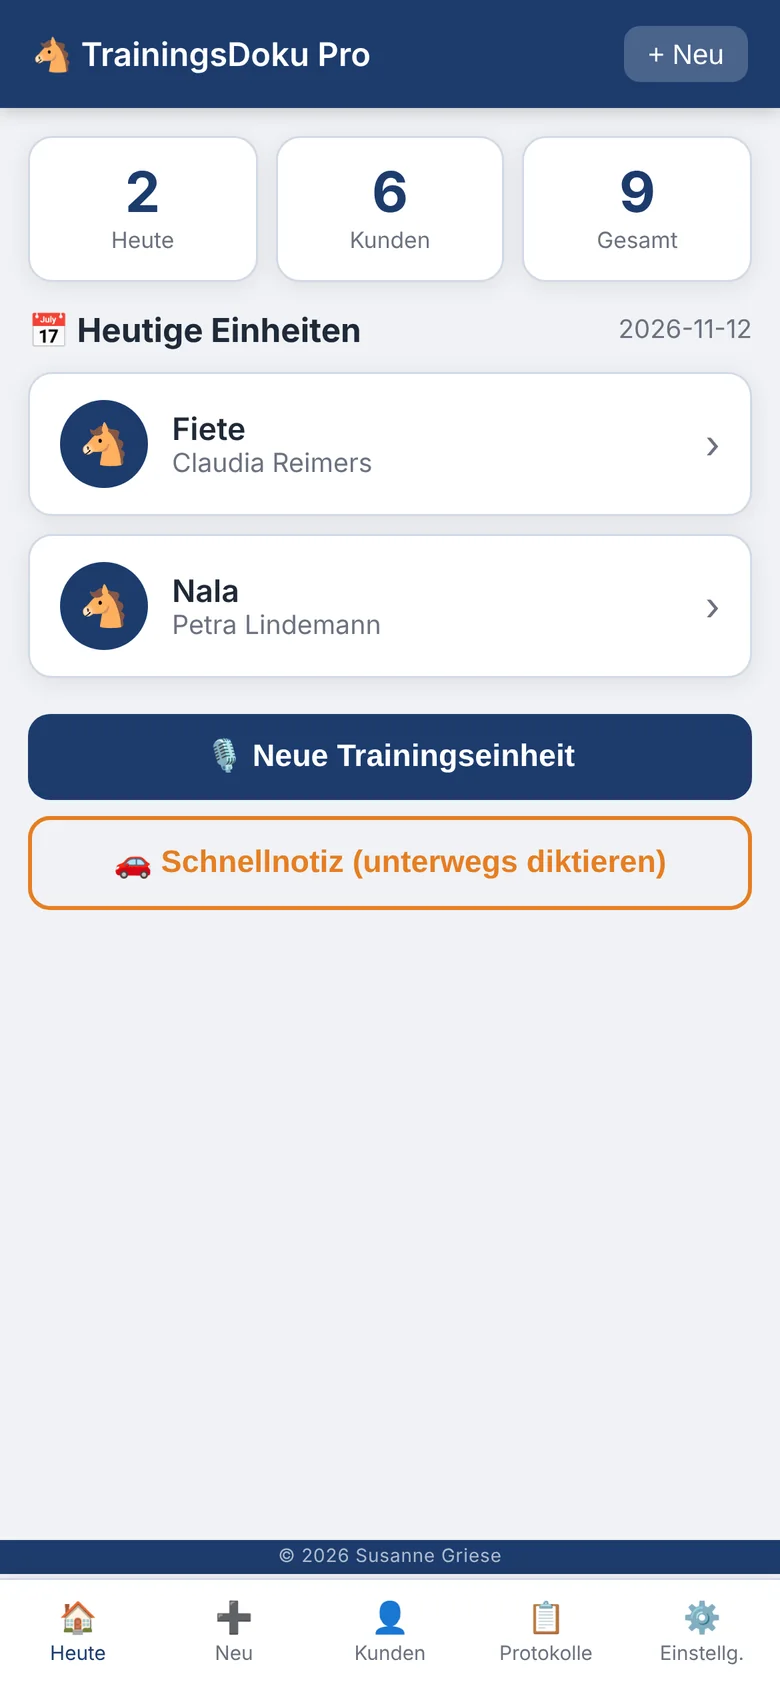 TrainingsDoku Pro
+ Neu
2
Heute
6
Kunden
9
Gesamt
July
17
Heutige Einheiten
2026-11-12
Fiete
Claudia Reimers
›
Nala
Petra Lindemann
›
Neue Trainingseinheit
Schnellnotiz (unterwegs diktieren)
© 2026 Susanne Griese
Heute
Neu
Kunden
Protokolle
Einstellg.